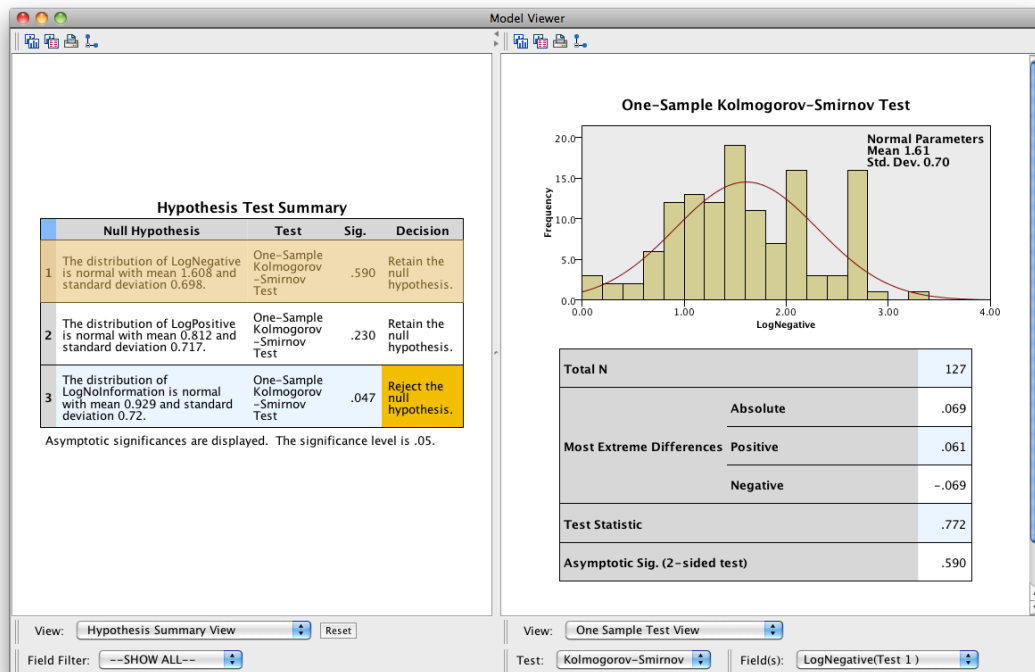 Model Viewer
Hypothesis Test Summary
Null Hypothesis Test Sig. Decision
1 The distribution of LogNegative is normal with mean 1.608 and standard deviation 0.698. One-Sample Kolmogorov-Smirnov Test .590 Retain the null hypothesis.
2 The distribution of LogPositive is normal with mean 0.812 and standard deviation 0.717. One-Sample Kolmogorov-Smirnov Test .230 Retain the null hypothesis.
3 The distribution of LogNoInformation is normal with mean 0.929 and standard deviation 0.72. One-Sample Kolmogorov-Smirnov Test .047 Reject the null hypothesis.
Asymptotic significances are displayed. The significance level is .05.
View: Hypothesis Summary View Reset
Field Filter: --SHOW ALL--
One-Sample Kolmogorov-Smirnov Test
Normal Parameters
Mean 1.61
Std. Dev. 0.70
Frequency
20.0
15.0
10.0
5.0
0.0
0.00 1.00 2.00 3.00 4.00
LogNegative
Total N 127
Most Extreme Differences
Absolute .069
Positive .061
Negative -.069
Test Statistic .772
Asymptotic Sig. (2-sided test) .590
View: One Sample Test View
Test: Kolmogorov-Smirnov Field(s): LogNegative(Test 1 )